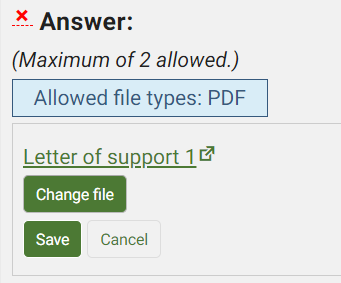 Answer:
(Maximum of 2 allowed.)
Allowed file types: PDF
Letter of support 1
Change file
Save Cancel